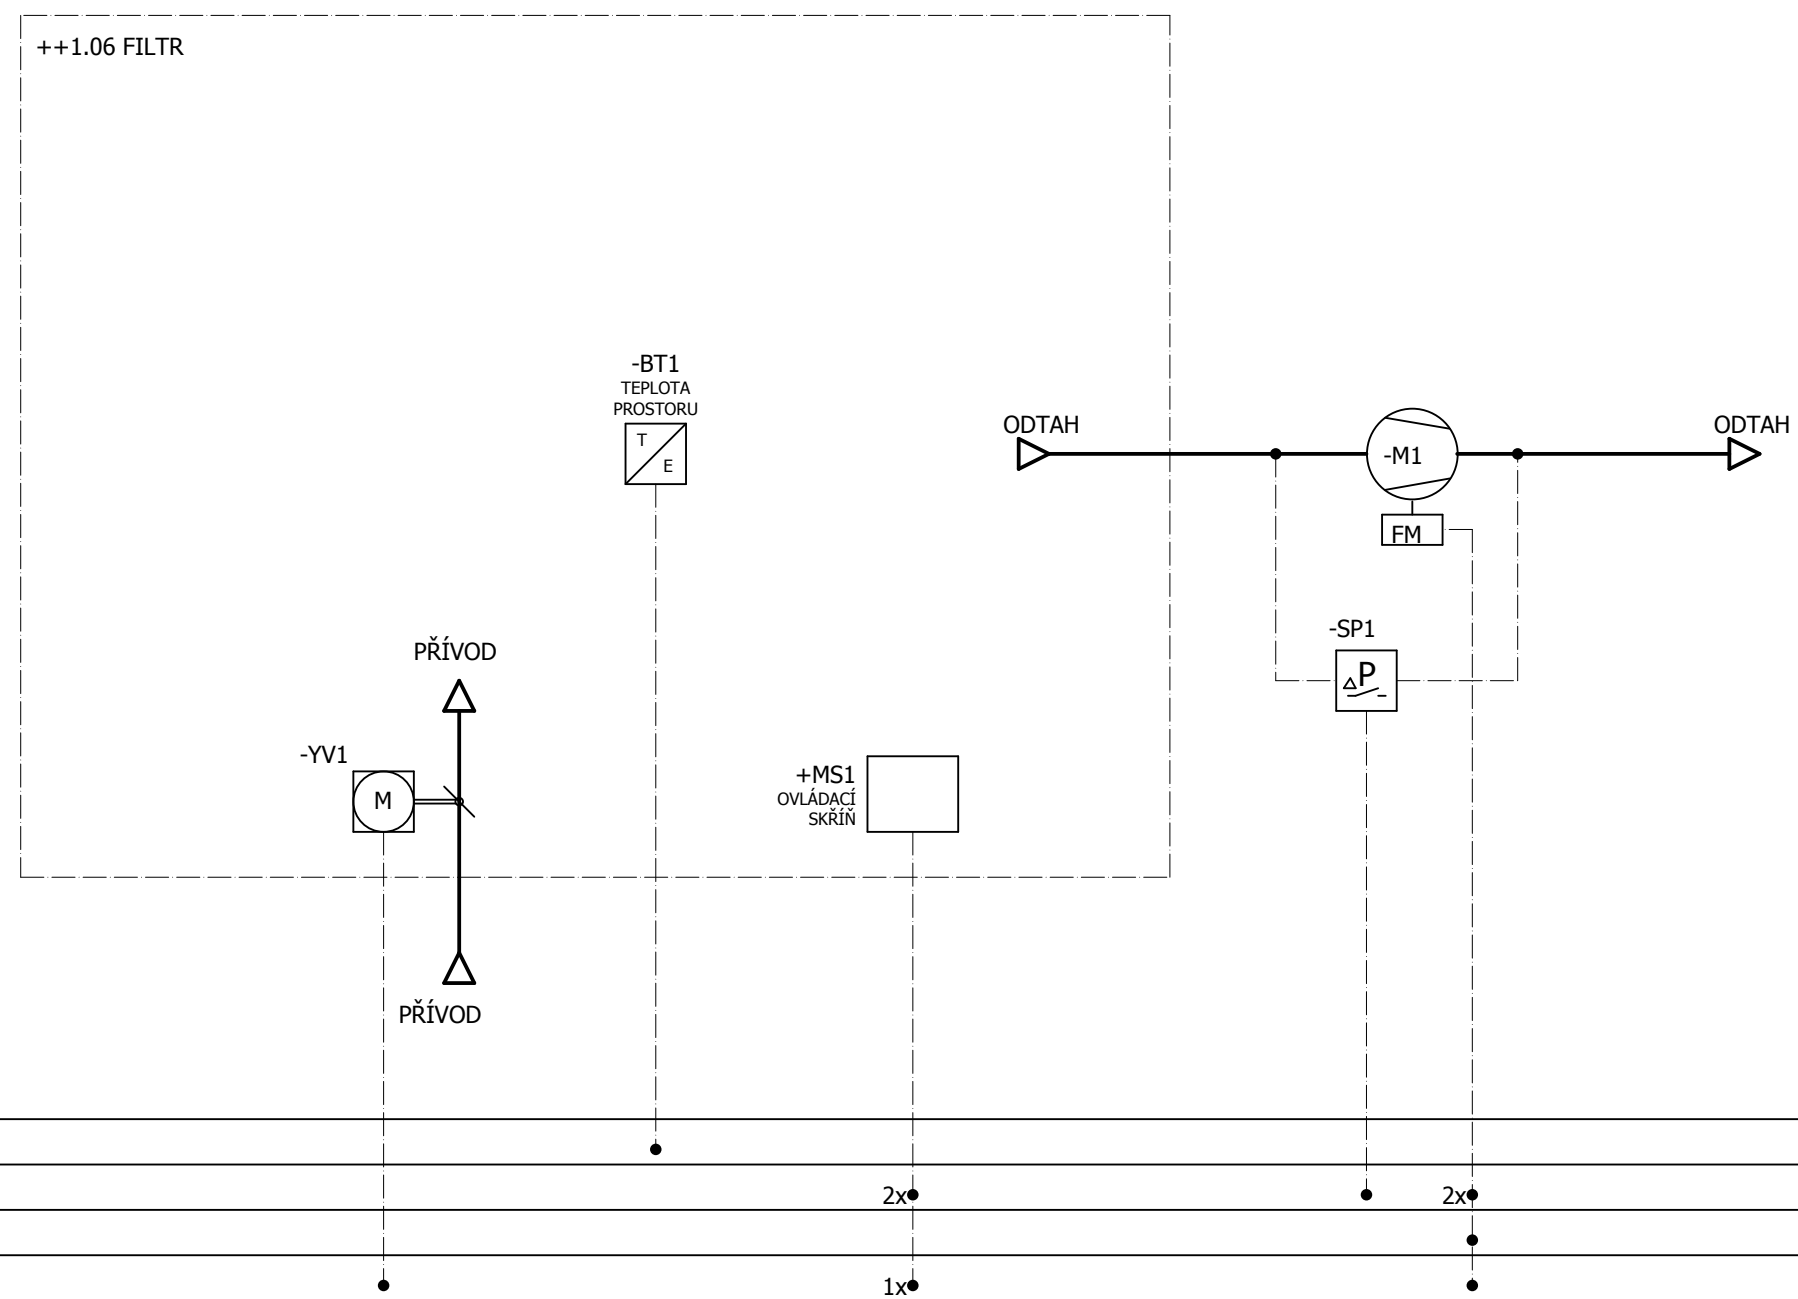 ++1.06 FILTR
-BT1
TEPLOTA
PROSTORU
T
E
ODTAH
ODTAH
-M1
FM
-SP1
P
PŘÍVOD
-YV1
M
+MS1
OVLÁDACÍ
SKŘÍŇ
PŘÍVOD
2x
2x
1x